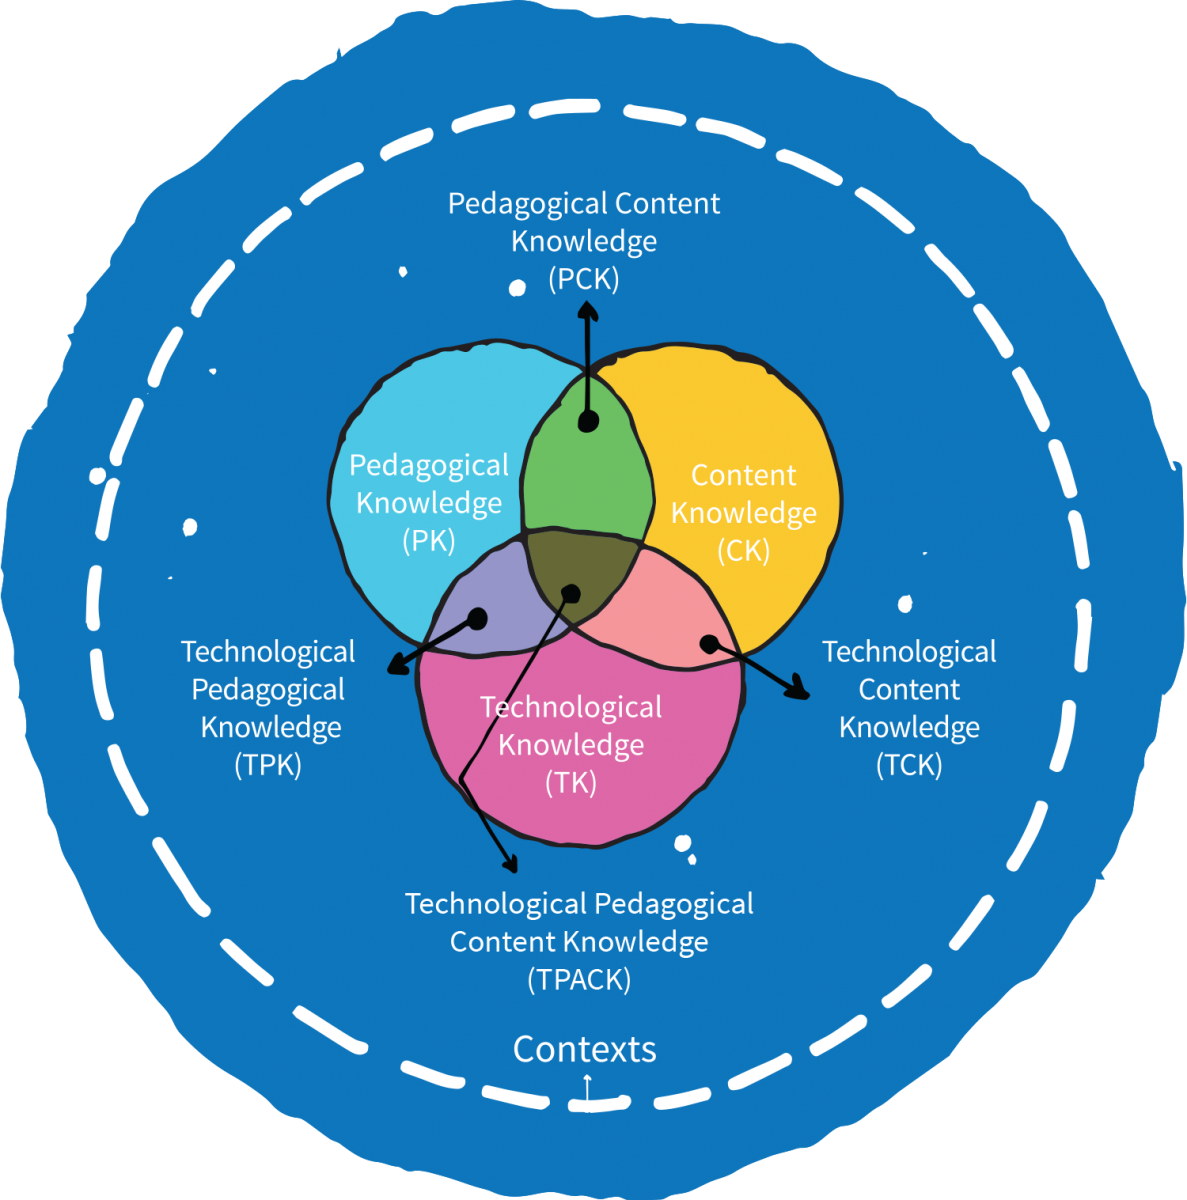 Pedagogical Content
Knowledge
(PCK)
Pedagogical
Knowledge
(PK)
Content
Knowledge
(CK)
Technological
Pedagogical
Knowledge
(TPK)
Technological
Knowledge
(TK)
Technological
Content
Knowledge
(TCK)
Technological Pedagogical
Content Knowledge
(TPACK)
Contexts